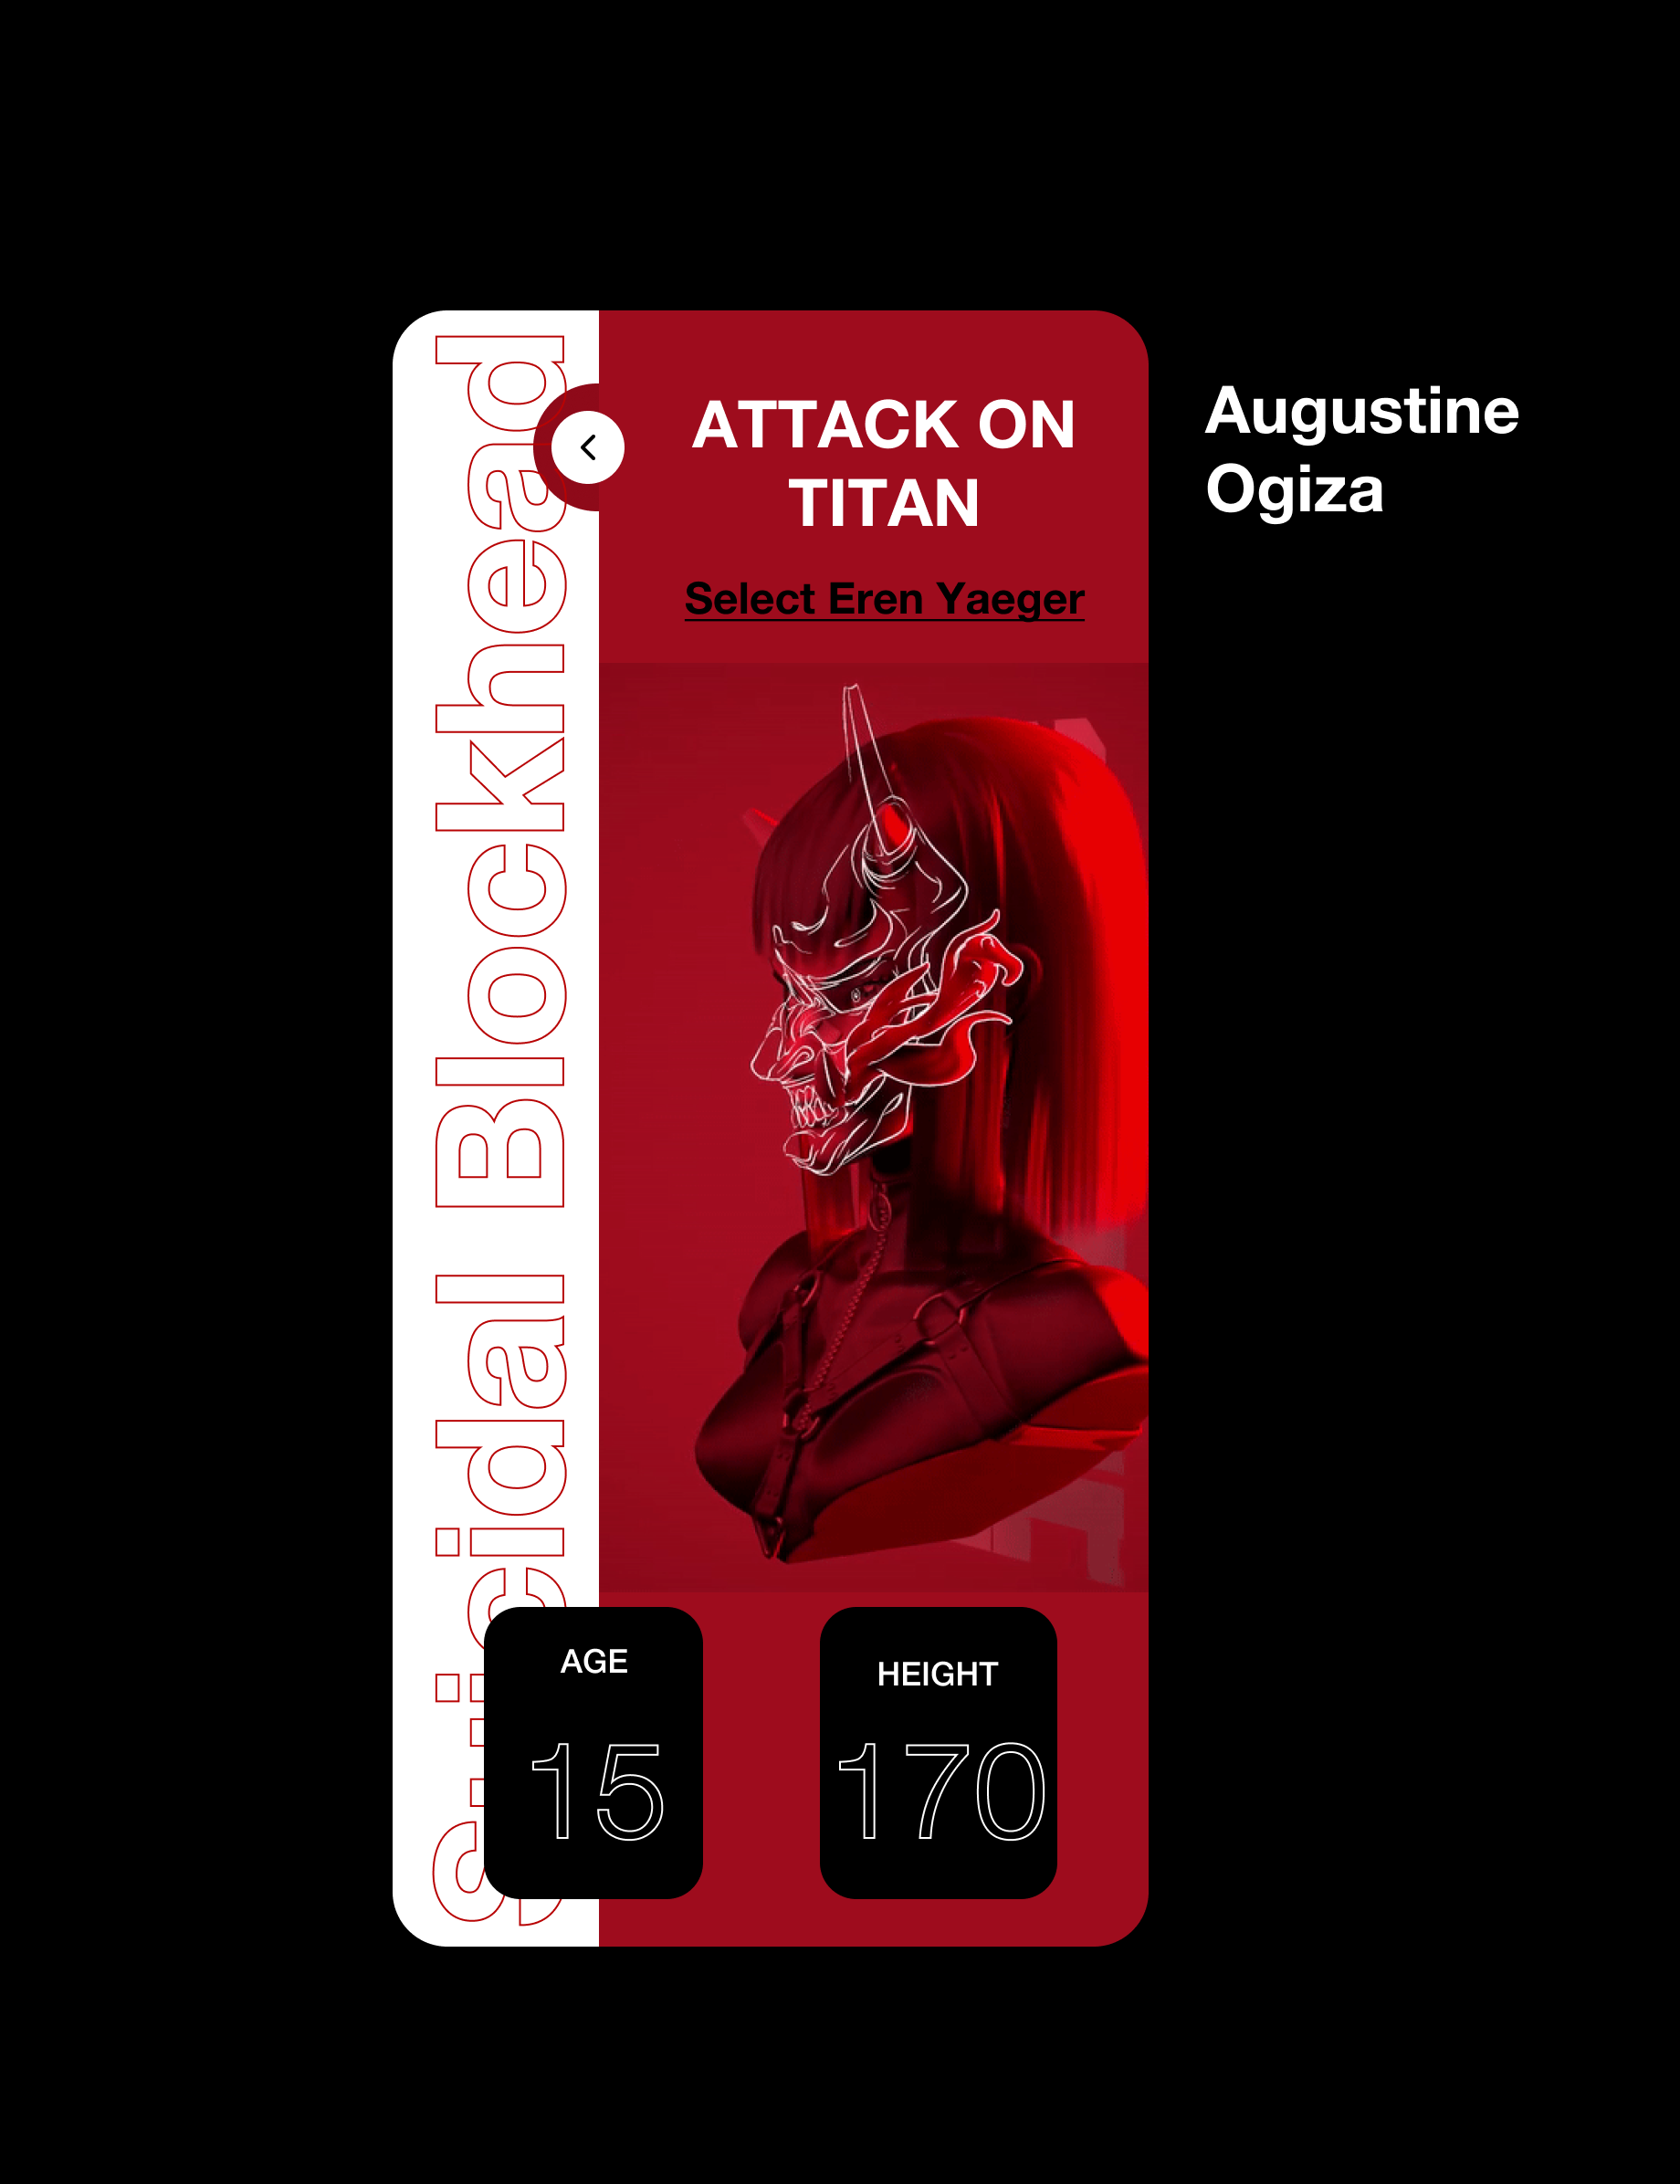 Suicidal Blockhead
ATTACK ON
TITAN
Select Eren Yaeger
Augustine
Ogiza
AGE
15
HEIGHT
170